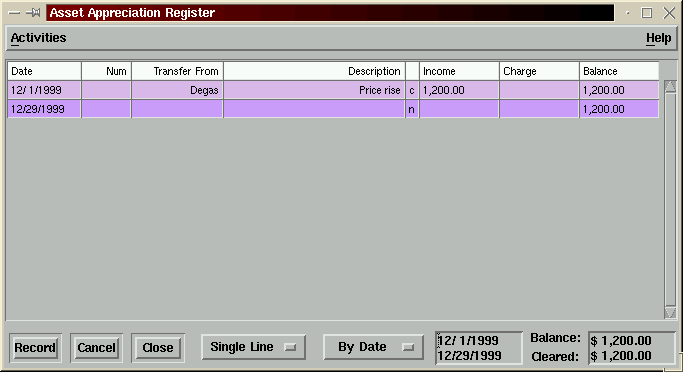 Asset Appreciation Register
Activities Help
Date Num Transfer From Description Income Charge Balance
12/ 1/1999 Degas Price rise c 1,200.00 1,200.00
12/29/1999 n 1,200.00
Record Cancel Close Single Line By Date
12/ 1/1999 Balance: $ 1,200.00
12/29/1999 Cleared: $ 1,200.00